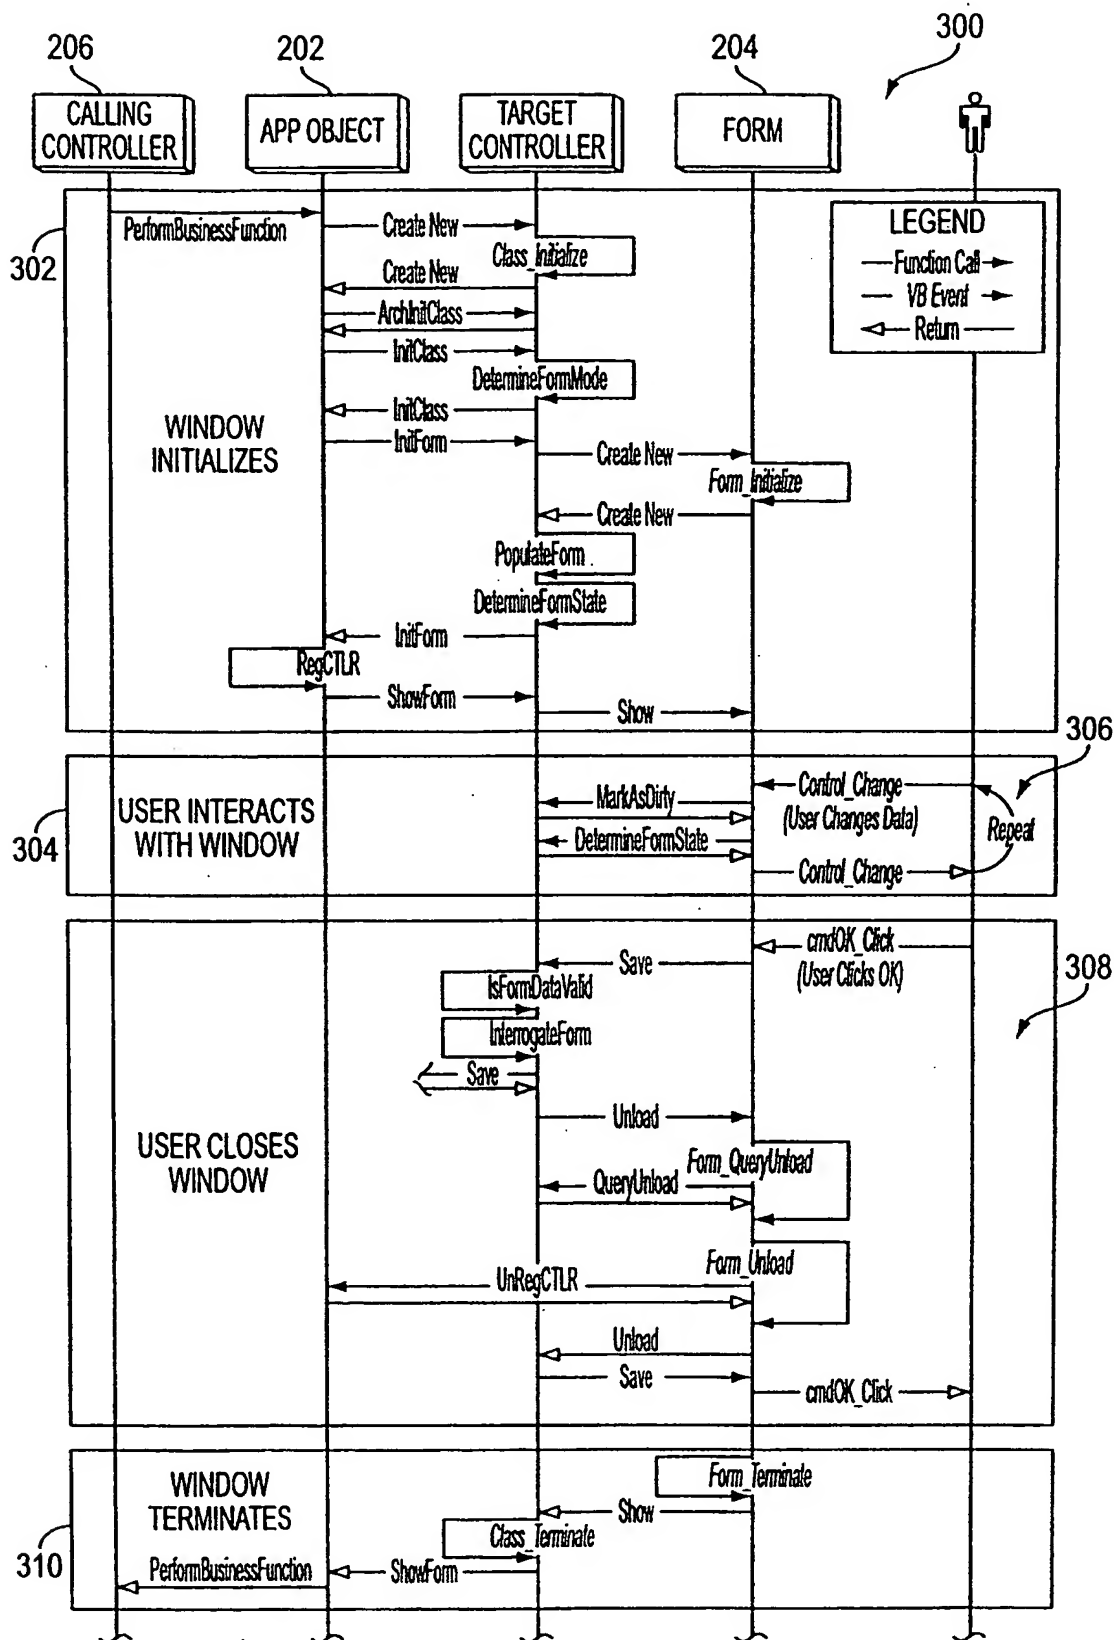 300
206
202
204
CALLING
CONTROLLER
APP OBJECT
TARGET
CONTROLLER
FORM
302
PerformBusinessFunction
Create New
Class_Initialize
Create New
ArchInitClass
InitClass
DetermineFormMode
InitClass
WINDOW
INITIALIZES
InitForm
Create New
Form_Initialize
Create New
PopulateForm
DetermineFormState
InitForm
RegCTLR
ShowForm
Show
LEGEND
Function Call
VB Event
Return
306
304
USER INTERACTS
WITH WINDOW
Control_Change
(User Changes Data)
MarkAsDirty
DetermineFormState
Repeat
Control_Change
308
cmdOK_Click
(User Clicks OK)
Save
IsFormDataValid
InterrogateForm
Save
USER CLOSES
WINDOW
Unload
Form_QueryUnload
QueryUnload
Form_Unload
UnRegCTLR
Unload
Save
cmdOK_Click
310
WINDOW
TERMINATES
Form_Terminate
Show
Class_Terminate
ShowForm
PerformBusinessFunction